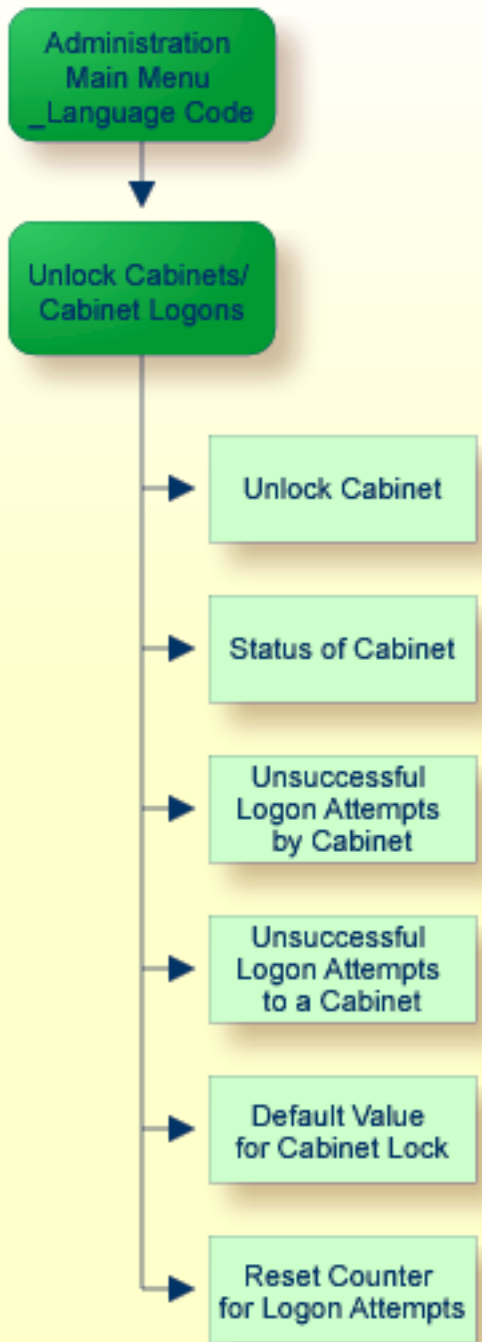 Administration
Main Menu
_Language Code
Unlock Cabinets/
Cabinet Logons
Unlock Cabinet
Status of Cabinet
Unsuccessful
Logon Attempts
by Cabinet
Unsuccessful
Logon Attempts
to a Cabinet
Default Value
for Cabinet Lock
Reset Counter
for Logon Attempts